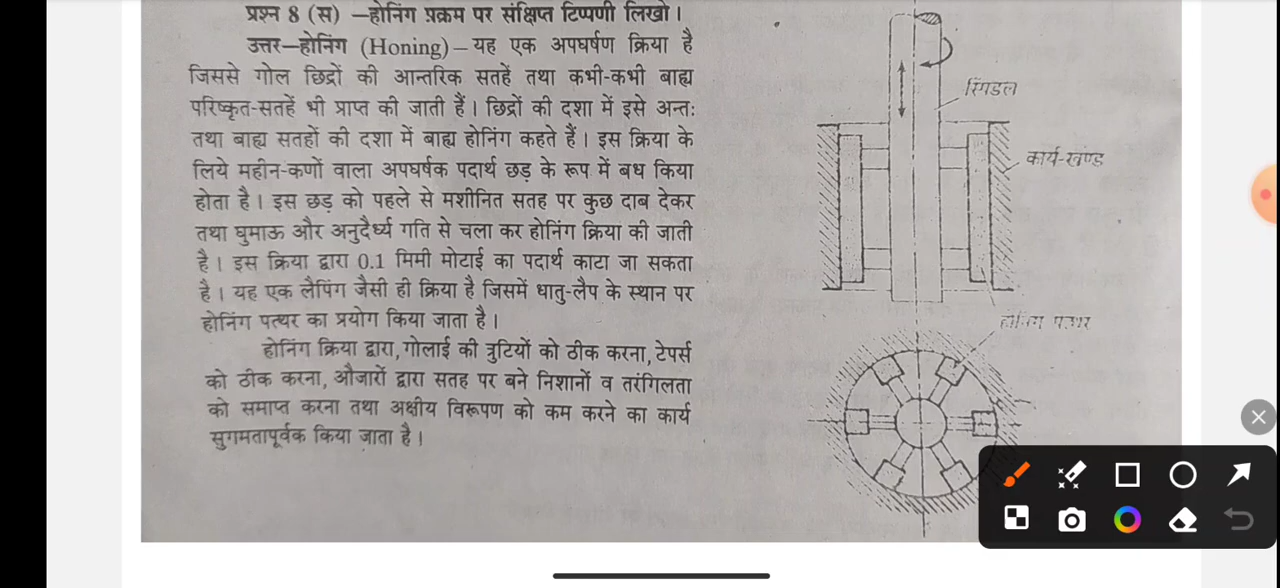 प्रश्न 8 (स) –होनिंग प्रक्रम पर संक्षिप्त टिप्पणी लिखो।
उत्तर–होनिंग (Honing) – यह एक अपघर्षण क्रिया है
जिससे गोल छिद्रों की आन्तरिक सतहें तथा कभी-कभी बाह्य
परिष्कृत-सतहें भी प्राप्त की जाती हैं। छिद्रों की दशा में इसे अन्तः
तथा बाह्य सतहों की दशा में बाह्य होनिंग कहते हैं। इस क्रिया के
लिये महीन-कणों वाला अपघर्षक पदार्थ छड़ के रूप में बध किया
होता है। इस छड़ को पहले से मशीनित सतह पर कुछ दाब देकर
तथा घुमाऊ और अनुदैर्ध्य गति से चला कर होनिंग क्रिया की जाती
है। इस क्रिया द्वारा 0.1 मिमी मोटाई का पदार्थ काटा जा सकता
है। यह एक लैपिंग जैसी ही क्रिया है जिसमें धातु-लैप के स्थान पर
होनिंग पत्थर का प्रयोग किया जाता है।
होनिंग क्रिया द्वारा, गोलाई की त्रुटियों को ठीक करना, टेपर्स
को ठीक करना, औजारों द्वारा सतह पर बने निशानों व तरंगिलता
को समाप्त करना तथा अक्षीय विरूपण को कम करने का कार्य
सुगमतापूर्वक किया जाता है।
स्पिंडल
कार्य-खण्ड
होनिंग पत्थर